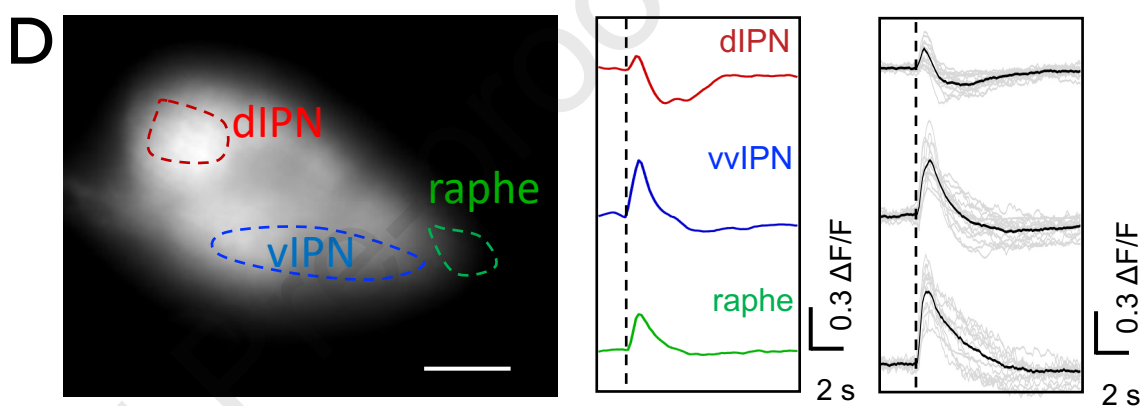 D
dIPN
raphe
vIPN
dIPN
vvIPN
raphe
0.3 ΔF/F
2 s
0.3 ΔF/F
2 s